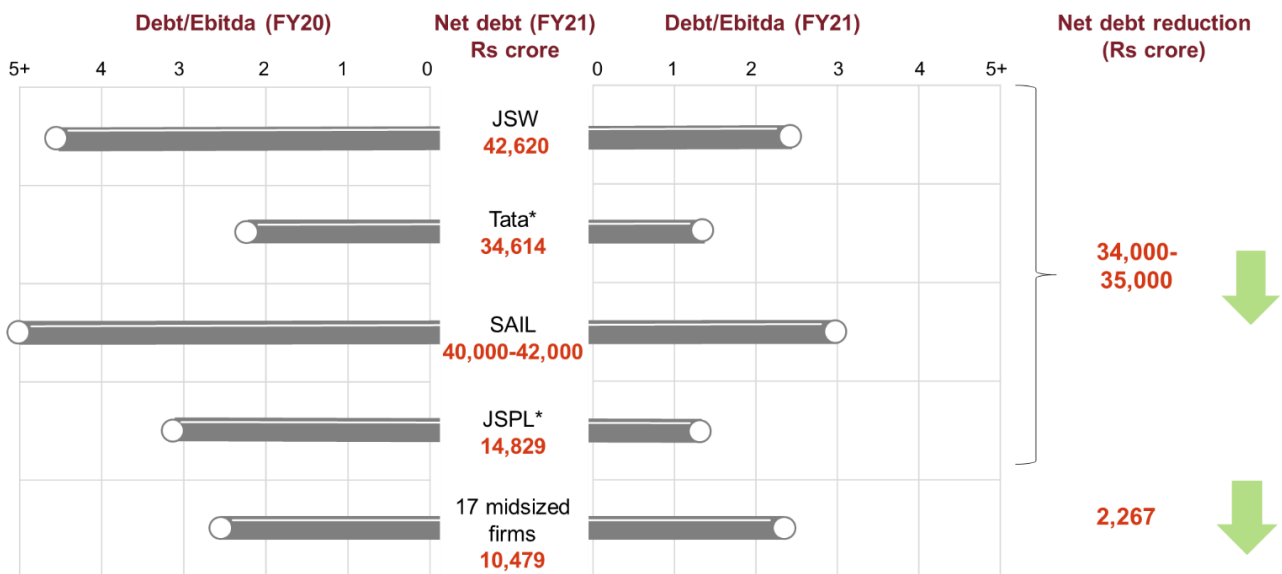 Debt/Ebitda (FY20)
Net debt (FY21)
Rs crore
Debt/Ebitda (FY21)
Net debt reduction
(Rs crore)
5+ 4 3 2 1 0
0 1 2 3 4 5+
JSW
42,620
Tata*
34,614
34,000-
35,000
SAIL
40,000-42,000
JSPL*
14,829
17 midsized
firms
10,479
2,267